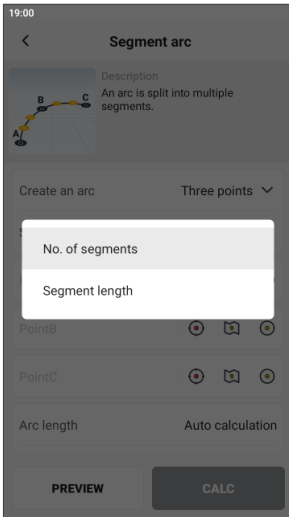 19:00
Segment arc
Description
An arc is split into multiple
segments.
A
B
C
Create an arc
Three points
No. of segments
Segment length
PointB
PointC
Arc length
Auto calculation
PREVIEW
CALC